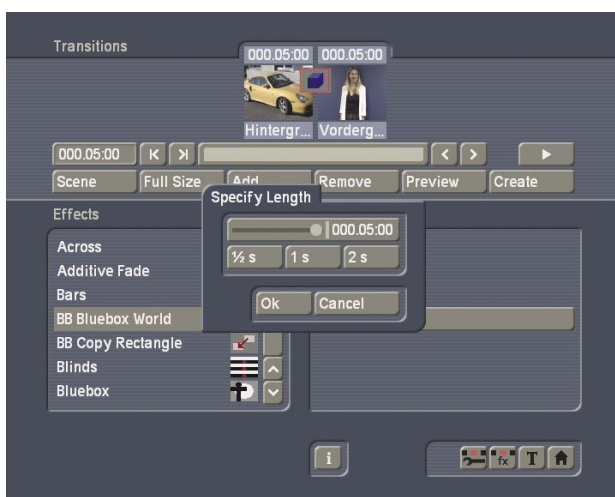 Transitions
000.05:00 000.05:00
Hintergr... Vorderg...
000.05:00
Scene Full Size Add Remove Preview Create
Specify Length
000.05:00
½ s 1 s 2 s
Ok Cancel
Effects
Across
Additive Fade
Bars
BB Bluebox World
BB Copy Rectangle
Blinds
Bluebox
i fx T